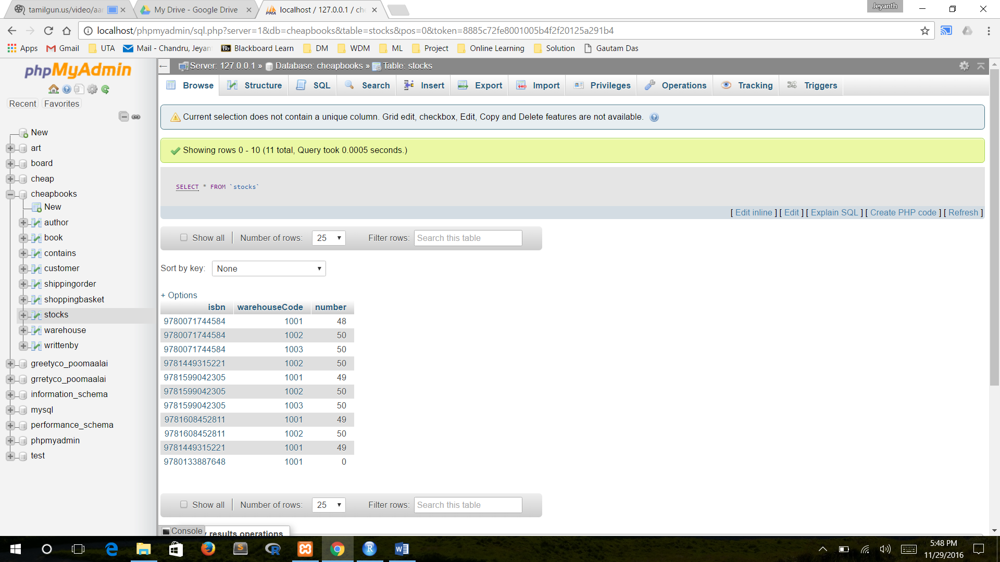 tamilgun.us/video/aa
My Drive - Google Drive
localhost / 127.0.0.1 / che
Jeyanth
localhost/phpmyadmin/sql.php?server=1&db=cheapbooks&table=stocks&pos=0&token=8885c72fe8001005b4f2f20125a291b4
Apps
Gmail
UTA
Mail - Chandru, Jeyan
Bb Blackboard Learn
DM
WDM
ML
Project
Online Learning
Solution
Gautam Das
phpMyAdmin
Recent Favorites
New
art
board
cheap
cheapbooks
New
author
book
contains
customer
shippingorder
shoppingbasket
stocks
warehouse
writtenby
greetyco_poomaalai
grretyco_poomaalai
information_schema
mysql
performance_schema
phpmyadmin
test
Server: 127.0.0.1 » Database: cheapbooks » Table: stocks
Browse Structure SQL Search Insert Export Import Privileges Operations Tracking Triggers
Current selection does not contain a unique column. Grid edit, checkbox, Edit, Copy and Delete features are not available.
Showing rows 0 - 10 (11 total, Query took 0.0005 seconds.)
SELECT * FROM `stocks`
[ Edit inline ] [ Edit ] [ Explain SQL ] [ Create PHP code ] [ Refresh ]
Show all Number of rows: 25 Filter rows: Search this table
Sort by key: None
+ Options
isbn warehouseCode number
9780071744584 1001 48
9780071744584 1002 50
9780071744584 1003 50
9781449315221 1002 50
9781599042305 1001 49
9781599042305 1002 50
9781599042305 1003 50
9781608452811 1001 49
9781608452811 1002 50
9781449315221 1001 49
9780133887648 1001 0
Show all Number of rows: 25 Filter rows: Search this table
Console
results operations
5:48 PM
11/29/2016